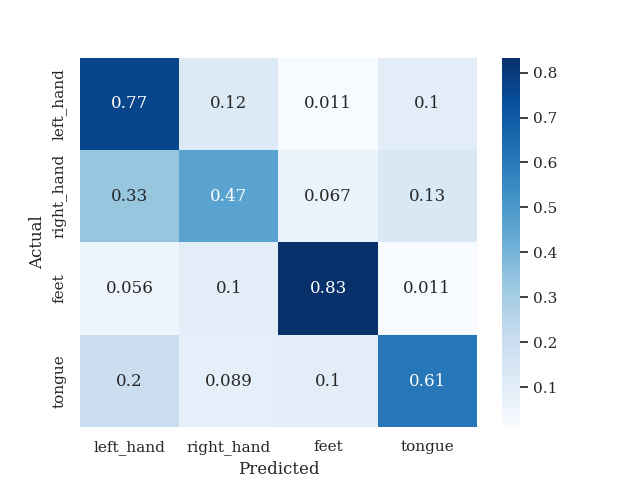 left_hand 0.77 0.12 0.011 0.1
right_hand 0.33 0.47 0.067 0.13
feet 0.056 0.1 0.83 0.011
tongue 0.2 0.089 0.1 0.61
Actual
left_hand right_hand feet tongue
Predicted
0.8
0.7
0.6
0.5
0.4
0.3
0.2
0.1